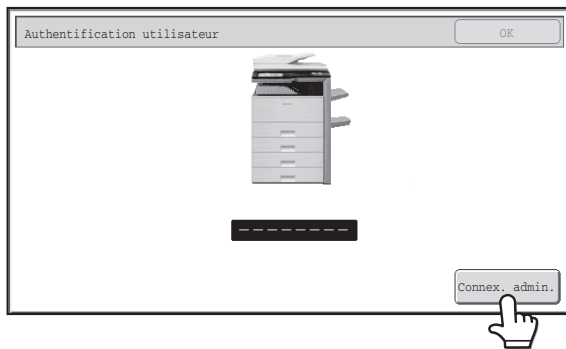 Authentification utilisateur
OK
--------
Connex. admin.